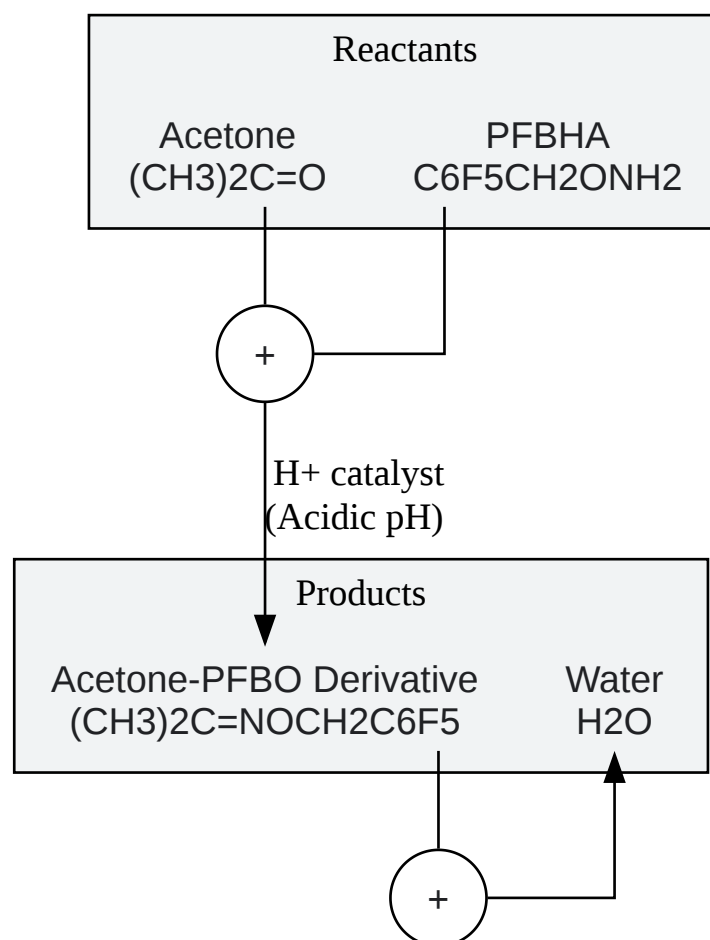 Reactants
Acetone PFBHA
(CH3)2C=O C6F5CH2ONH2
+
H+ catalyst
(Acidic pH)
Products
Acetone-PFBO Derivative Water
(CH3)2C=NOCH2C6F5 H2O
+